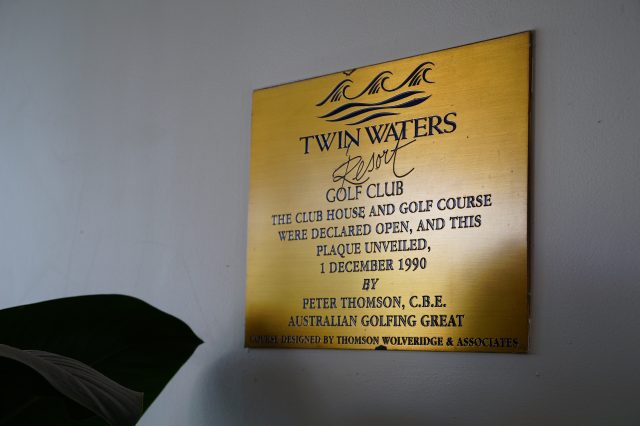 TWIN WATERS
Resort
GOLF CLUB
THE CLUB HOUSE AND GOLF COURSE
WERE DECLARED OPEN, AND THIS
PLAQUE UNVEILED,
1 DECEMBER 1990
BY
PETER THOMSON, C.B.E.
AUSTRALIAN GOLFING GREAT
COURSE DESIGNED BY THOMSON WOLVERIDGE & ASSOCIATES